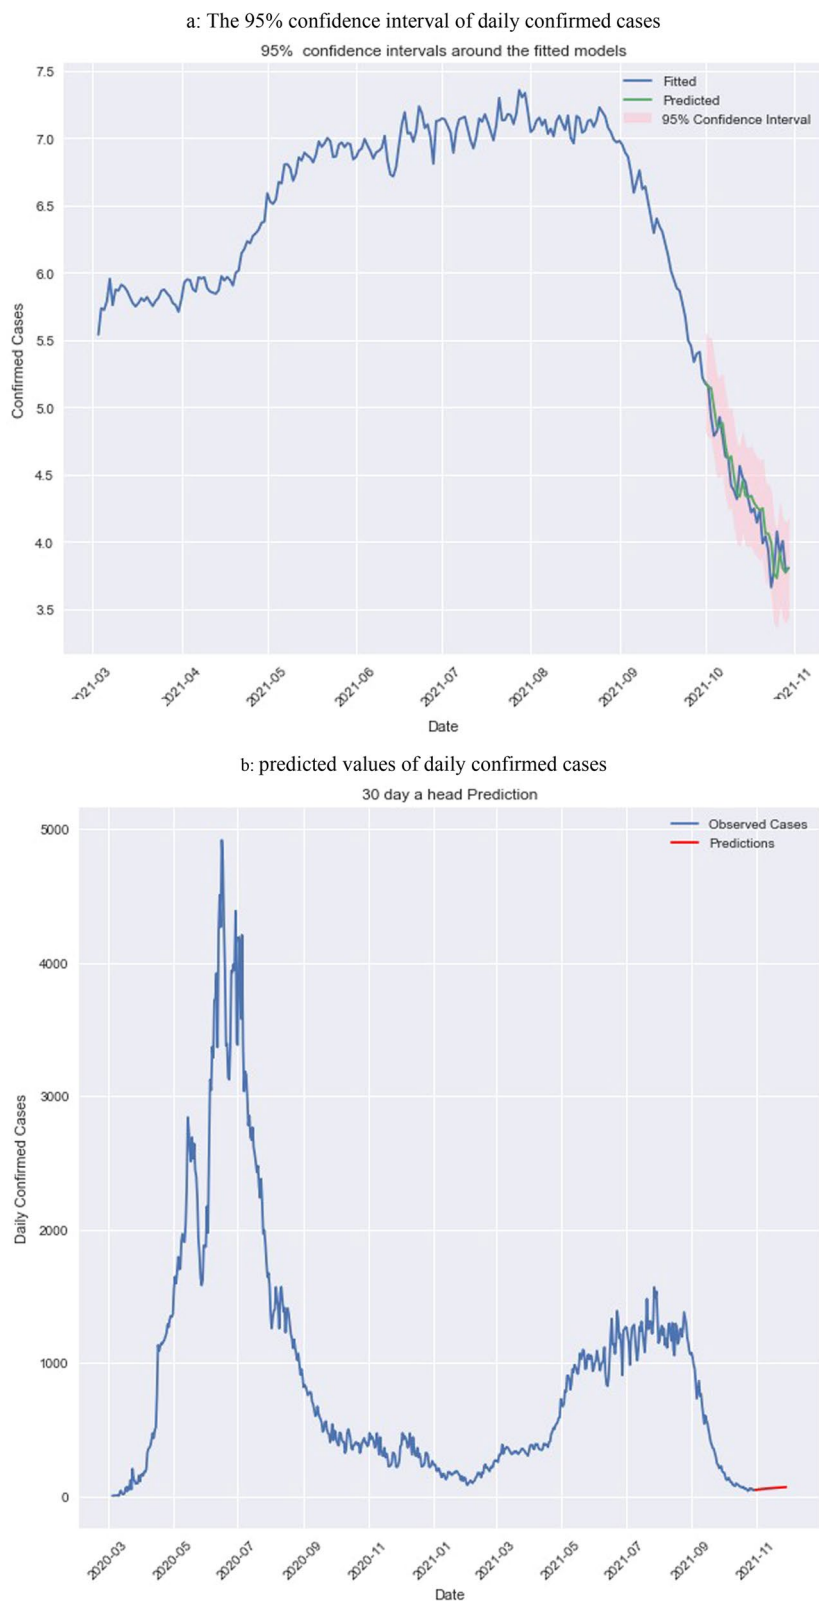 a: The 95% confidence interval of daily confirmed cases
95% confidence intervals around the fitted models
Fitted
Predicted
95% Confidence Interval
7.5
7.0
6.5
6.0
5.5
5.0
4.5
4.0
3.5
Confirmed Cases
2021-03
2021-04
2021-05
2021-06
2021-07
2021-08
2021-09
2021-10
2021-11
Date
b: predicted values of daily confirmed cases
30 day a head Prediction
Observed Cases
Predictions
5000
4000
3000
2000
1000
0
Daily Confirmed Cases
2020-03
2020-05
2020-07
2020-09
2020-11
2021-01
2021-03
2021-05
2021-07
2021-09
2021-11
Date